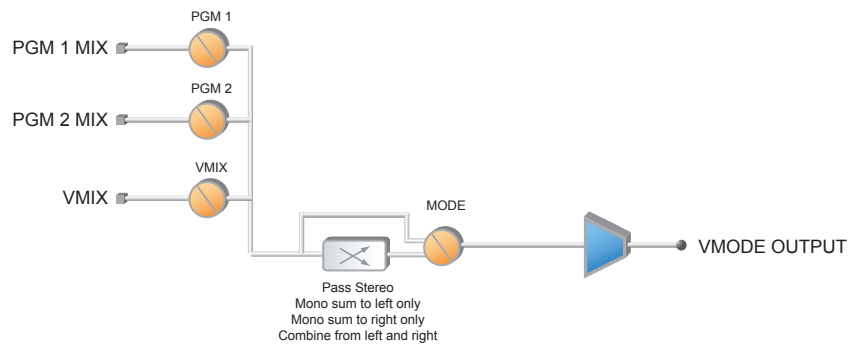 PGM 1
PGM 1 MIX
PGM 2
PGM 2 MIX
VMIX
VMIX
MODE
VMODE OUTPUT
Pass Stereo
Mono sum to left only
Mono sum to right only
Combine from left and right